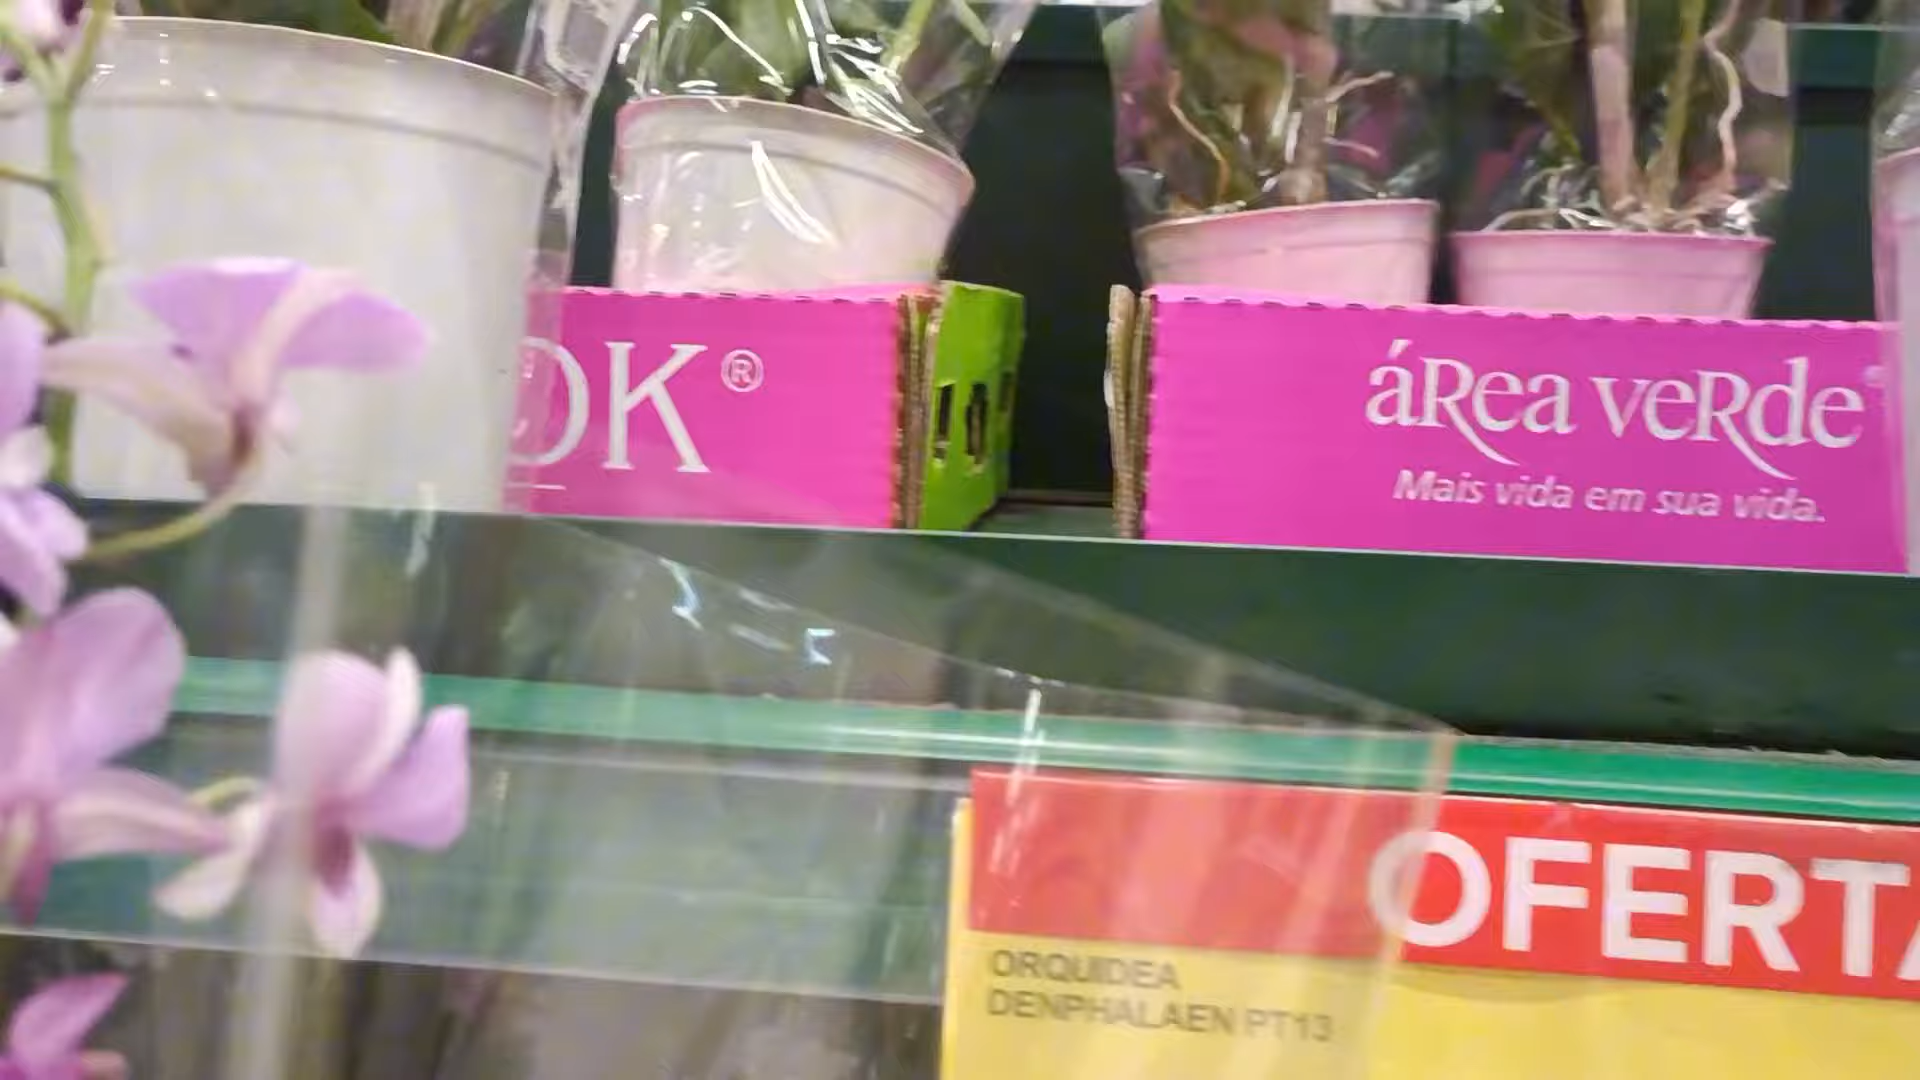 OK®
áRea veRde
Mais vida em sua vida.
OFERTA
ORQUIDEA
DENPHALAEN PT13